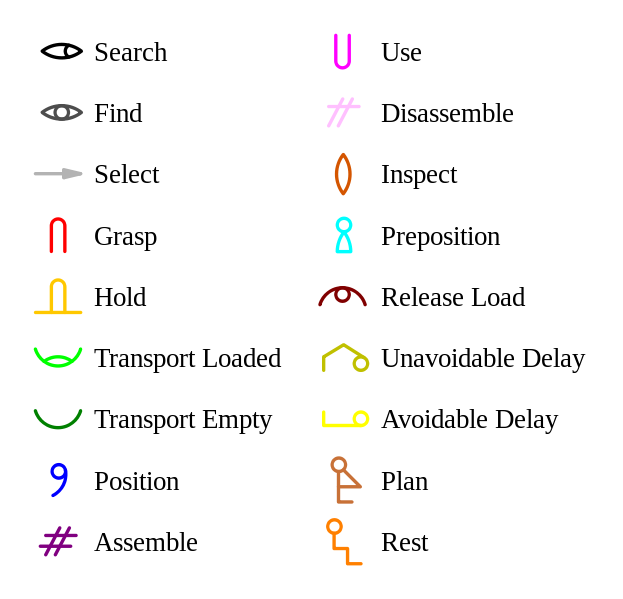 Search
Find
Select
Grasp
Hold
Transport Loaded
Transport Empty
Position
Assemble
Use
Disassemble
Inspect
Preposition
Release Load
Unavoidable Delay
Avoidable Delay
Plan
Rest